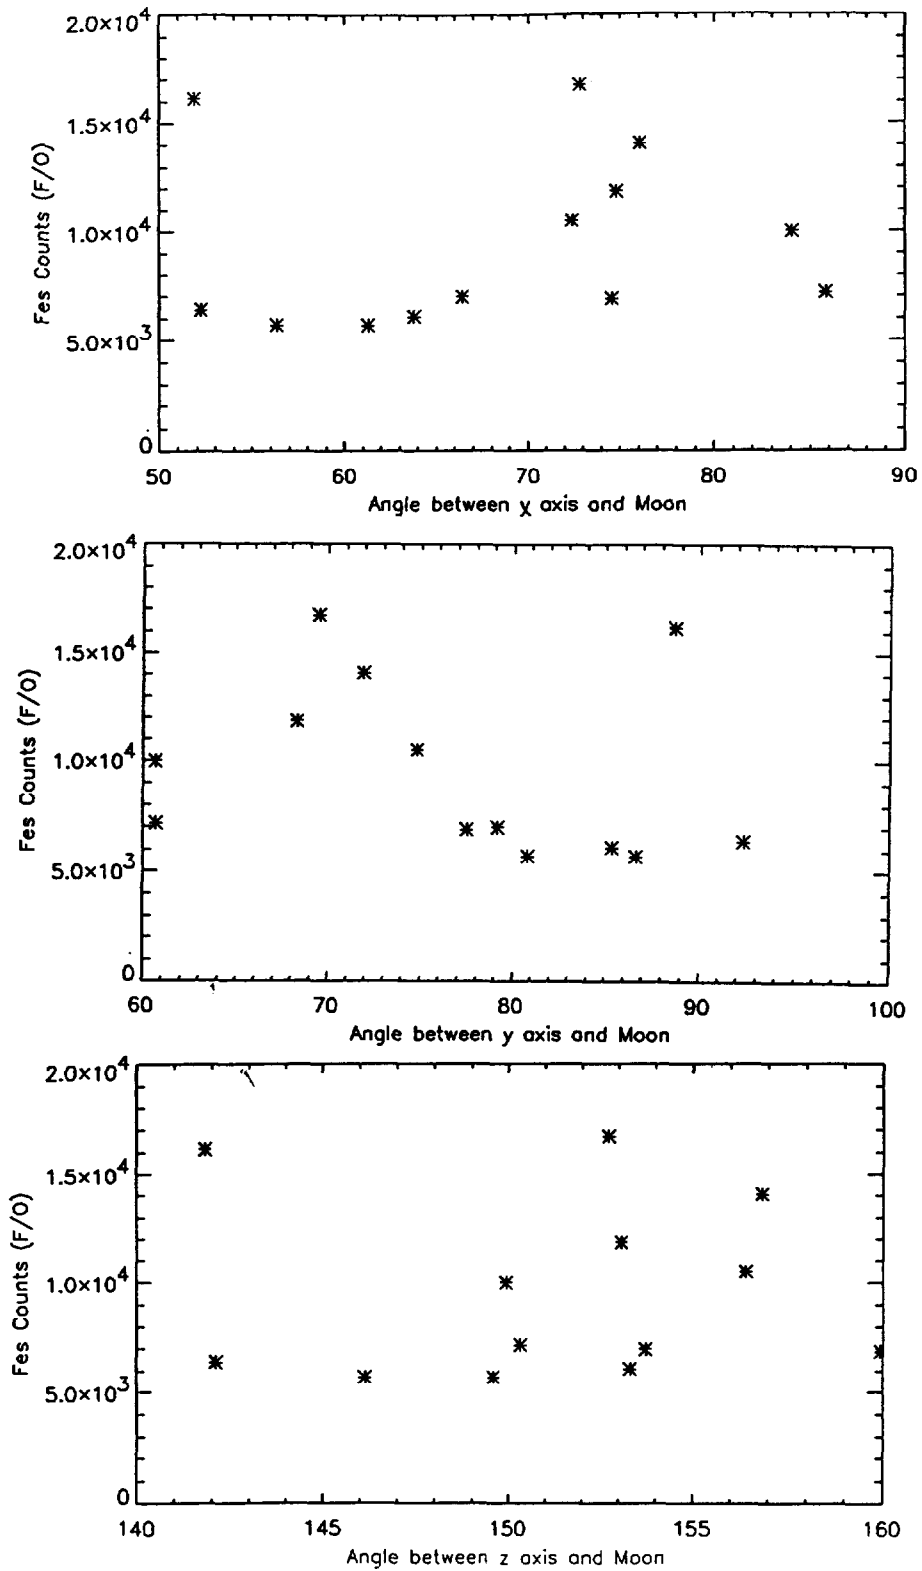 2.0×10⁴
1.5×10⁴
1.0×10⁴
5.0×10³
0
Fes Counts (F/O)
50 60 70 80 90
Angle between x axis and Moon
2.0×10⁴
1.5×10⁴
1.0×10⁴
5.0×10³
0
Fes Counts (F/O)
60 70 80 90 100
Angle between y axis and Moon
2.0×10⁴
1.5×10⁴
1.0×10⁴
5.0×10³
0
Fes Counts (F/O)
140 145 150 155 160
Angle between z axis and Moon